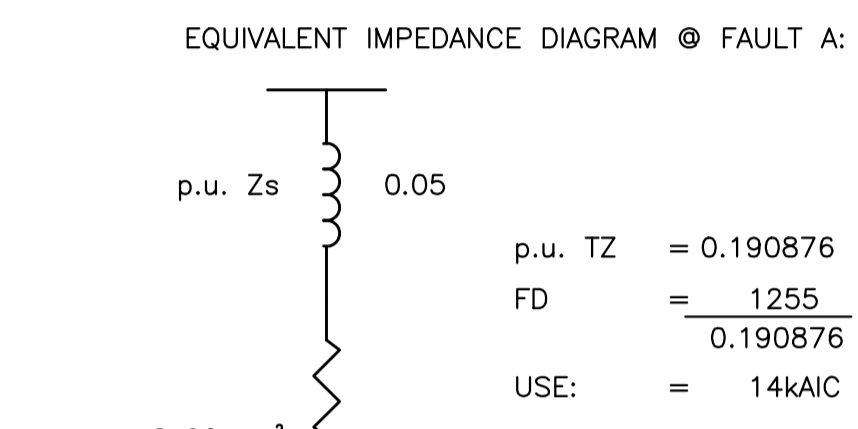 EQUIVALENT IMPEDANCE DIAGRAM @ FAULT A:
p.u. Zs 0.05
p.u. TZ = 0.190876
FD = 1255
0.190876
USE: = 14kAIC